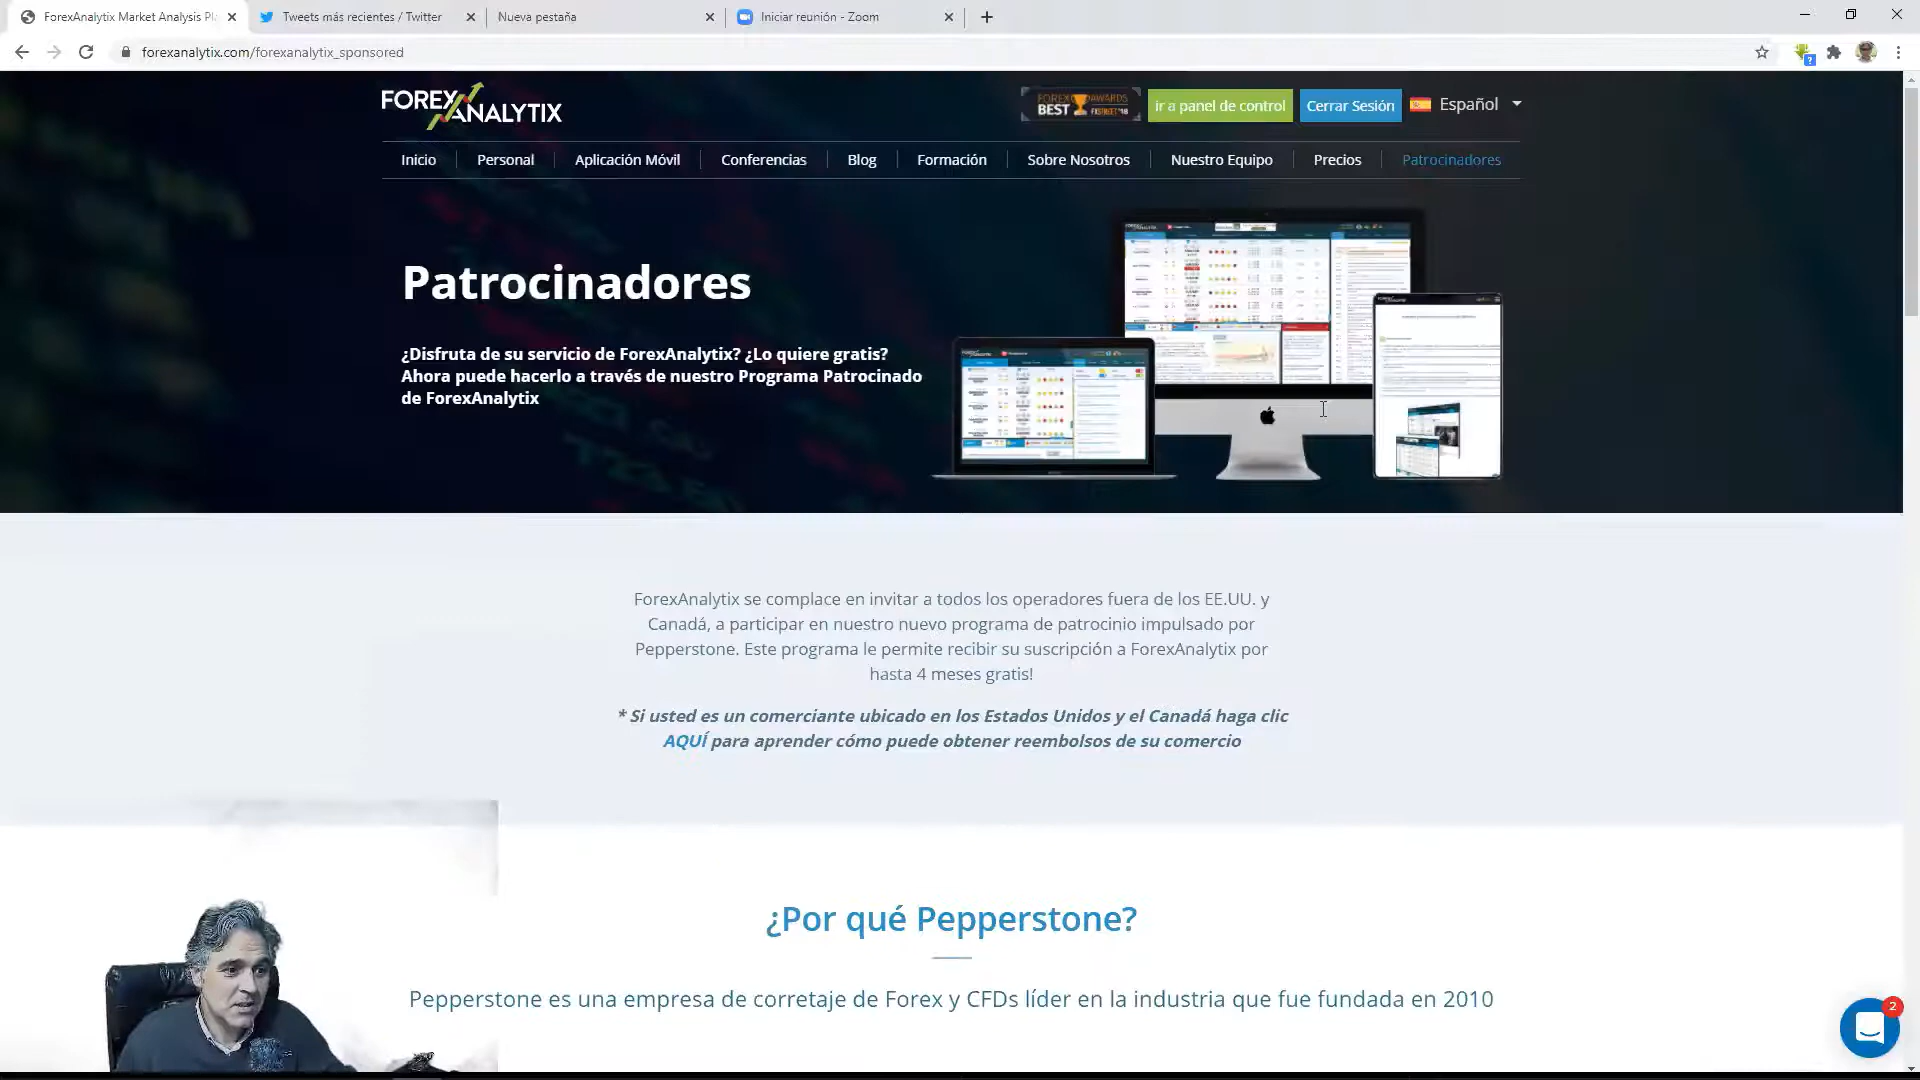 ForexAnalytix Market Analysis Pl
Tweets más recientes / Twitter
Nueva pestaña
Iniciar reunión - Zoom
forexanalytix.com/forexanalytix_sponsored
FOREXANALYTIX
FOREX AWARDS
BEST
ir a panel de control
Cerrar Sesión
Español
Inicio
Personal
Aplicación Móvil
Conferencias
Blog
Formación
Sobre Nosotros
Nuestro Equipo
Precios
Patrocinadores
Patrocinadores
¿Disfruta de su servicio de ForexAnalytix? ¿Lo quiere gratis?
Ahora puede hacerlo a través de nuestro Programa Patrocinado
de ForexAnalytix
ForexAnalytix se complace en invitar a todos los operadores fuera de los EE.UU. y
Canadá, a participar en nuestro nuevo programa de patrocinio impulsado por
Pepperstone. Este programa le permite recibir su suscripción a ForexAnalytix por
hasta 4 meses gratis!
* Si usted es un comerciante ubicado en los Estados Unidos y el Canadá haga clic
AQUÍ para aprender cómo puede obtener reembolsos de su comercio
¿Por qué Pepperstone?
Pepperstone es una empresa de corretaje de Forex y CFDs líder en la industria que fue fundada en 2010
2